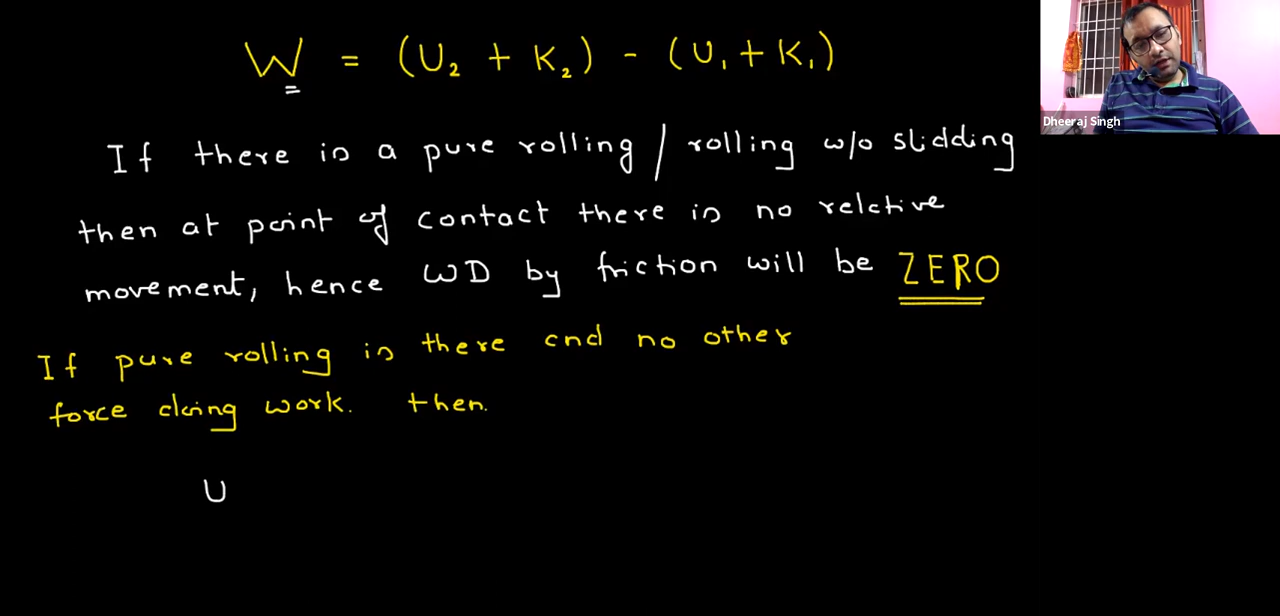 W = (U₂ + K₂) - (U₁ + K₁)
Dheeraj Singh
If there is a pure rolling / rolling w/o slidding
then at point of contact there is no relative
movement, hence WD by friction will be ZERO
If pure rolling is there and no other
force doing work. then.
U